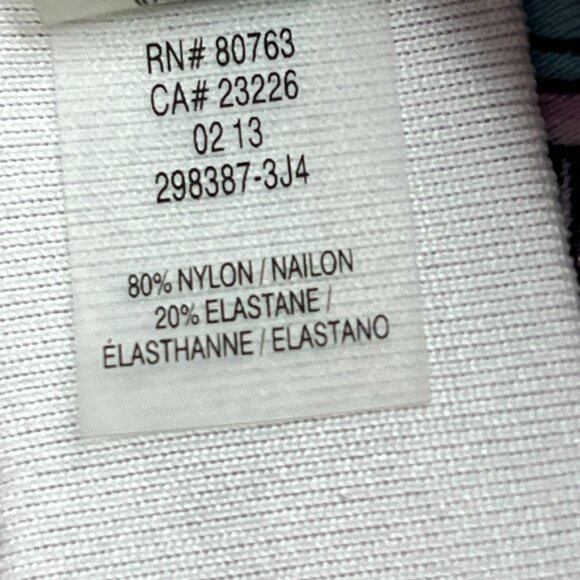 RN# 80763
CA# 23226
02 13
298387-3J4
80% NYLON / NAILON
20% ELASTANE /
ÉLASTHANNE / ELASTANO